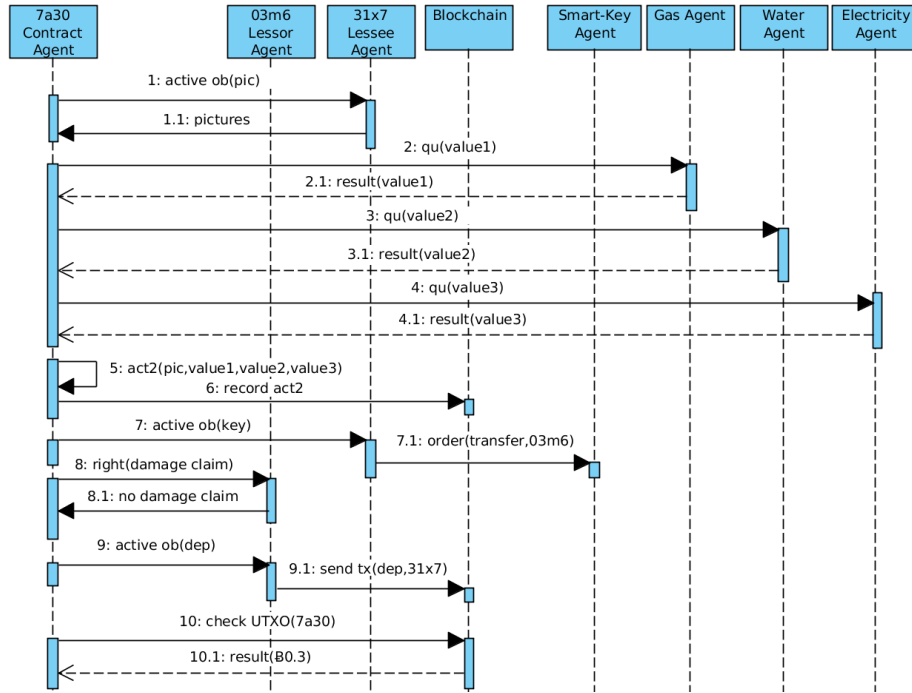 7a30
Contract
Agent
03m6
Lessor
Agent
31x7
Lessee
Agent
Blockchain
Smart-Key
Agent
Gas Agent
Water
Agent
Electricity
Agent
1: active ob(pic)
1.1: pictures
2: qu(value1)
2.1: result(value1)
3: qu(value2)
3.1: result(value2)
4: qu(value3)
4.1: result(value3)
5: act2(pic,value1,value2,value3)
6: record act2
7: active ob(key)
7.1: order(transfer,03m6)
8: right(damage claim)
8.1: no damage claim
9: active ob(dep)
9.1: send tx(dep,31x7)
10: check UTXO(7a30)
10.1: result(Ƀ0.3)